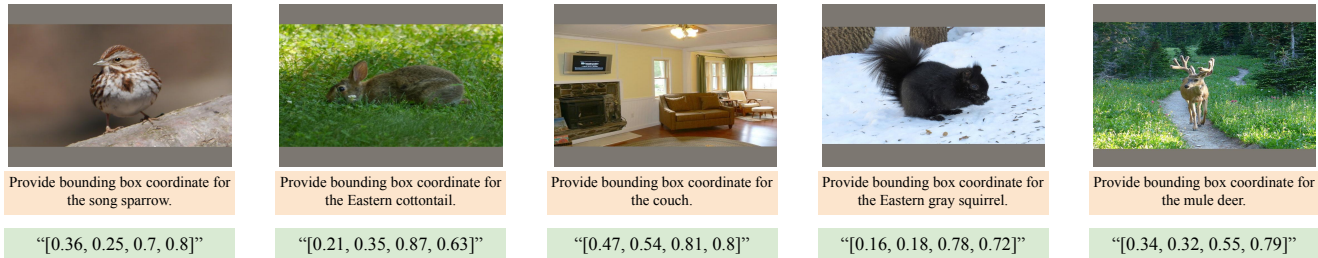 Provide bounding box coordinate for
the song sparrow.
“[0.36, 0.25, 0.7, 0.8]”
Provide bounding box coordinate for
the Eastern cottontail.
“[0.21, 0.35, 0.87, 0.63]”
Provide bounding box coordinate for
the couch.
“[0.47, 0.54, 0.81, 0.8]”
Provide bounding box coordinate for
the Eastern gray squirrel.
“[0.16, 0.18, 0.78, 0.72]”
Provide bounding box coordinate for
the mule deer.
“[0.34, 0.32, 0.55, 0.79]”